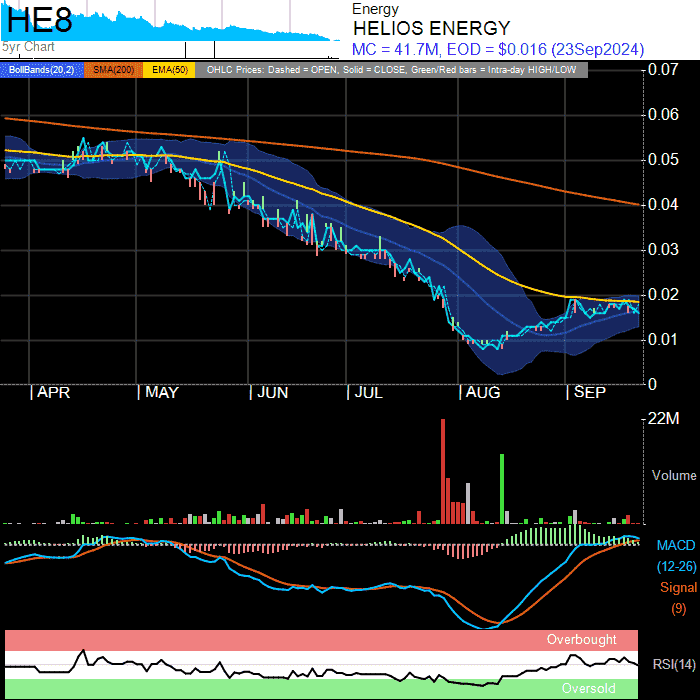 HE8
5yr Chart
Energy
HELIOS ENERGY
MC = 41.7M, EOD = $0.016 (23Sep2024)
BollBands(20,2) SMA(200) EMA(50) OHLC Prices: Dashed = OPEN, Solid = CLOSE, Green/Red bars = Intra-day HIGH/LOW
0.07
0.06
0.05
0.04
0.03
0.02
0.01
0
APR MAY JUN JUL AUG SEP
22M
Volume
MACD
(12-26)
Signal
(9)
Overbought
RSI(14)
Oversold